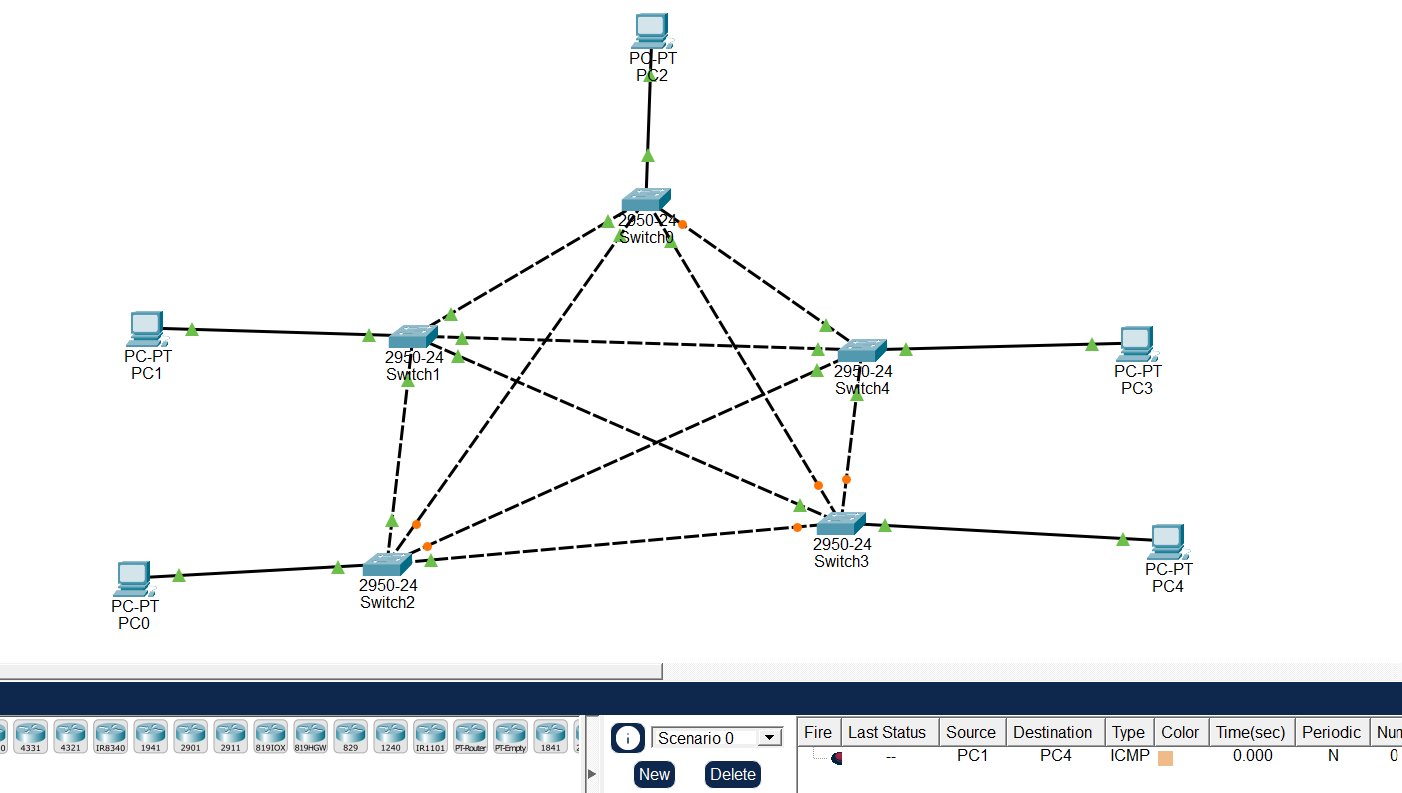 PC-PT
PC2
2950-24
Switch0
PC-PT
PC1
2950-24
Switch1
2950-24
Switch4
PC-PT
PC3
2950-24
Switch3
PC-PT
PC4
2950-24
Switch2
PC-PT
PC0
4331
4321
IR8340
1941
2901
2911
819IOX
819HGW
829
1240
IR1101
PT-Router
PT-Empty
1841
Scenario 0
New
Delete
Fire Last Status Source Destination Type Color Time(sec) Periodic Num
-- PC1 PC4 ICMP 0.000 N 0